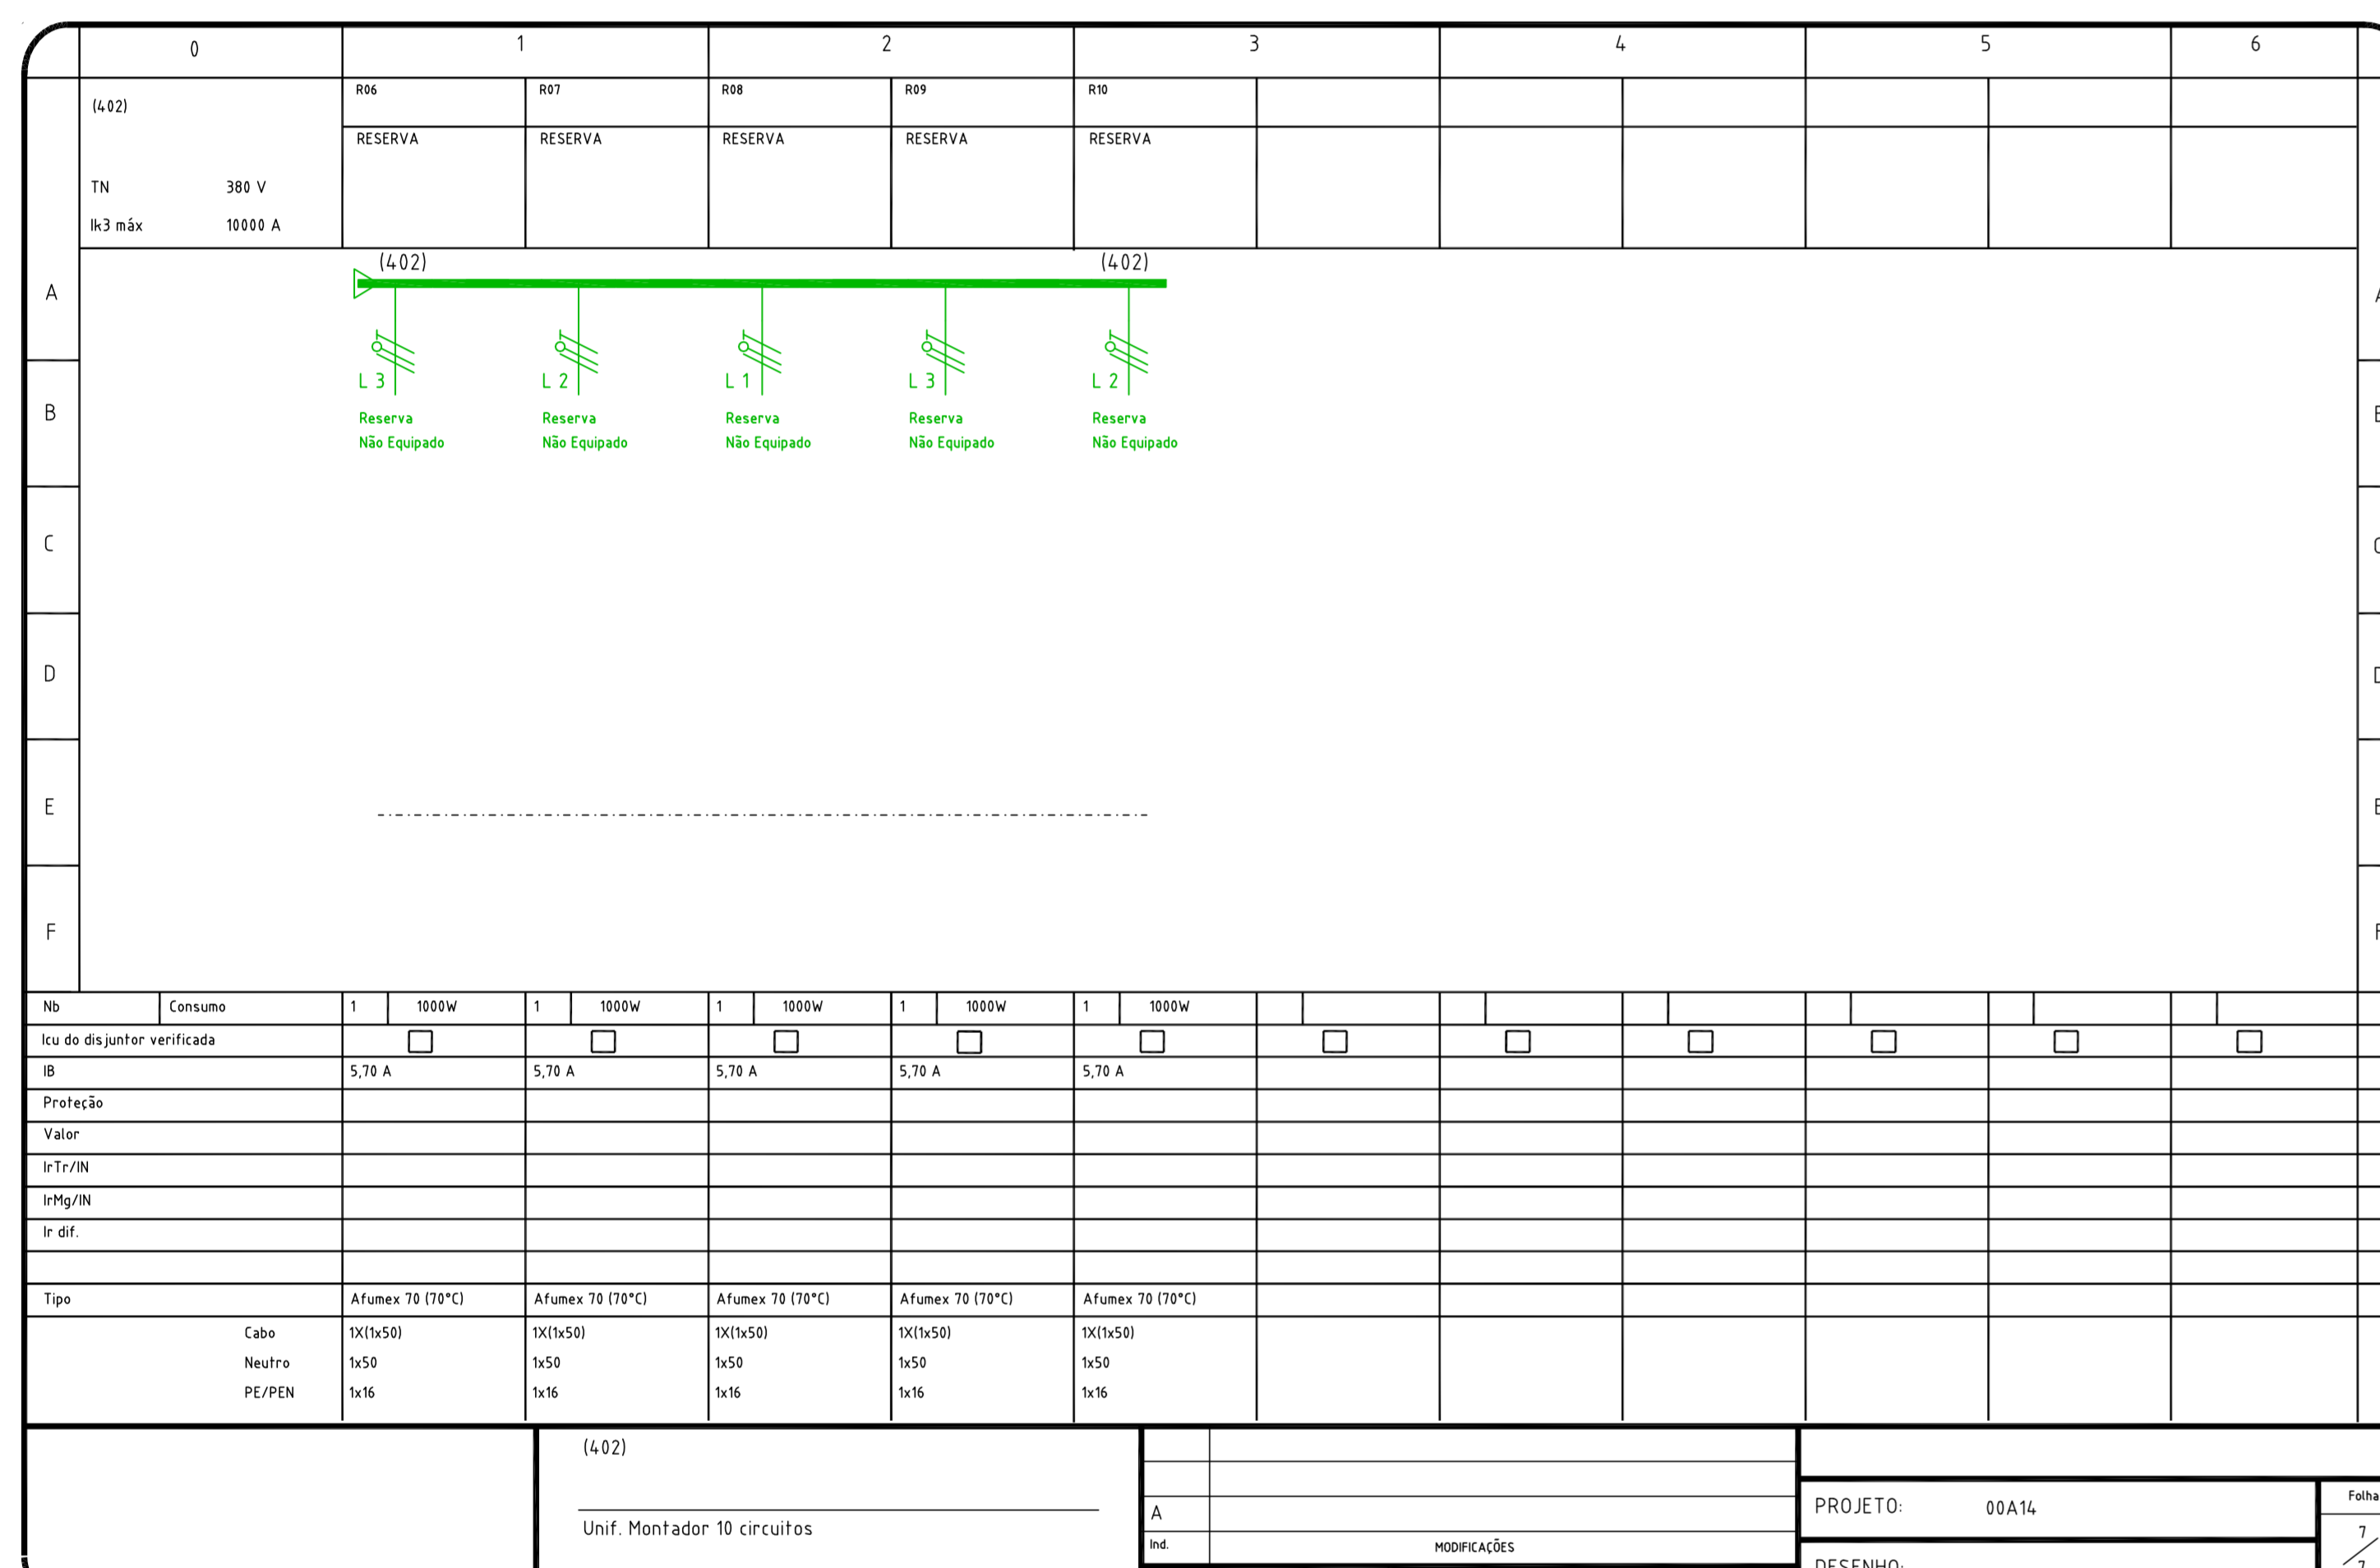 0 1 2 3 4 5 6
R06 R07 R08 R09 R10
(402)
RESERVA RESERVA RESERVA RESERVA RESERVA
TN 380 V
Ik3 máx 10000 A
(402) (402)
A
L 3 L 2 L 1 L 3 L 2
B
Reserva Reserva Reserva Reserva Reserva
Não Equipado Não Equipado Não Equipado Não Equipado Não Equipado
C
D
E
F
Nb Consumo 1 1000W 1 1000W 1 1000W 1 1000W 1 1000W
Icu do disjuntor verificada
IB 5,70 A 5,70 A 5,70 A 5,70 A 5,70 A
Proteção
Valor
IrTr/IN
IrMg/IN
Ir dif.
Tipo Afumex 70 (70°C) Afumex 70 (70°C) Afumex 70 (70°C) Afumex 70 (70°C) Afumex 70 (70°C)
Cabo 1X(1x50) 1X(1x50) 1X(1x50) 1X(1x50) 1X(1x50)
Neutro 1x50 1x50 1x50 1x50 1x50
PE/PEN 1x16 1x16 1x16 1x16 1x16
(402)
Unif. Montador 10 circuitos
A
Ind. MODIFICAÇÕES
PROJETO: 00A14
Folha
7
DESENHO: